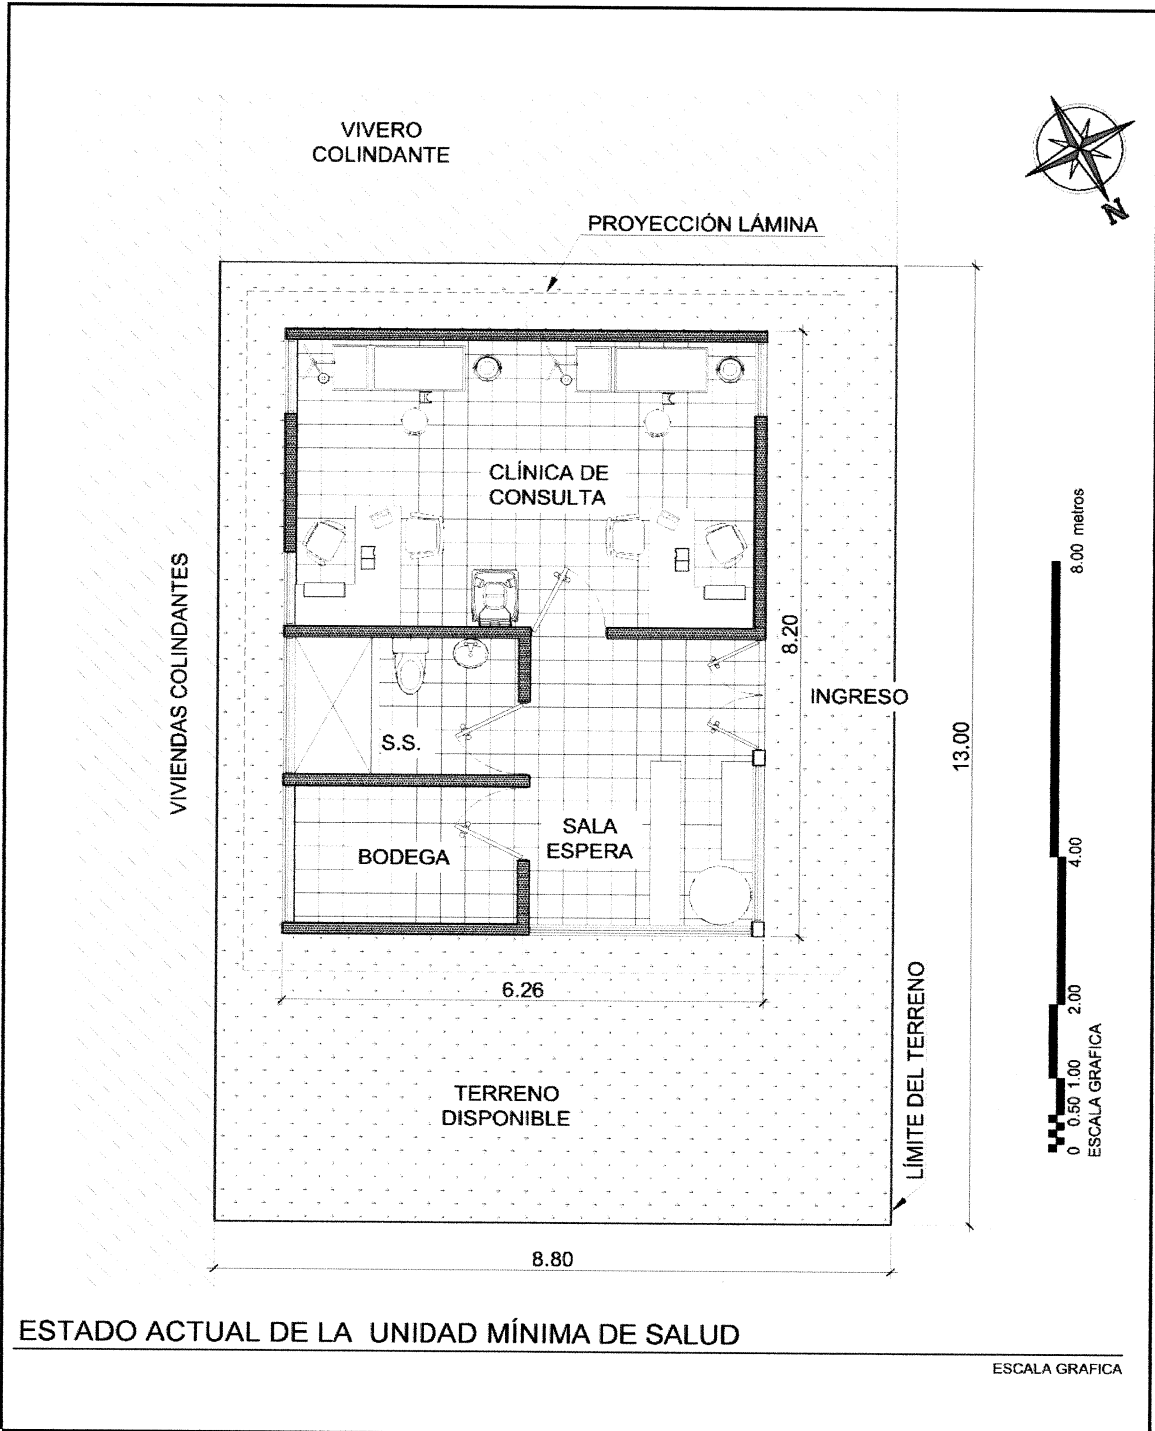 VIVERO
COLINDANTE
N
PROYECCIÓN LÁMINA
CLÍNICA DE
CONSULTA
VIVIENDAS COLINDANTES
8.20
INGRESO
13.00
S.S.
SALA
ESPERA
BODEGA
6.26
TERRENO
DISPONIBLE
LÍMITE DEL TERRENO
8.80
0 0.50 1.00 2.00 4.00 8.00 metros
ESCALA GRAFICA
ESTADO ACTUAL DE LA UNIDAD MÍNIMA DE SALUD
ESCALA GRAFICA